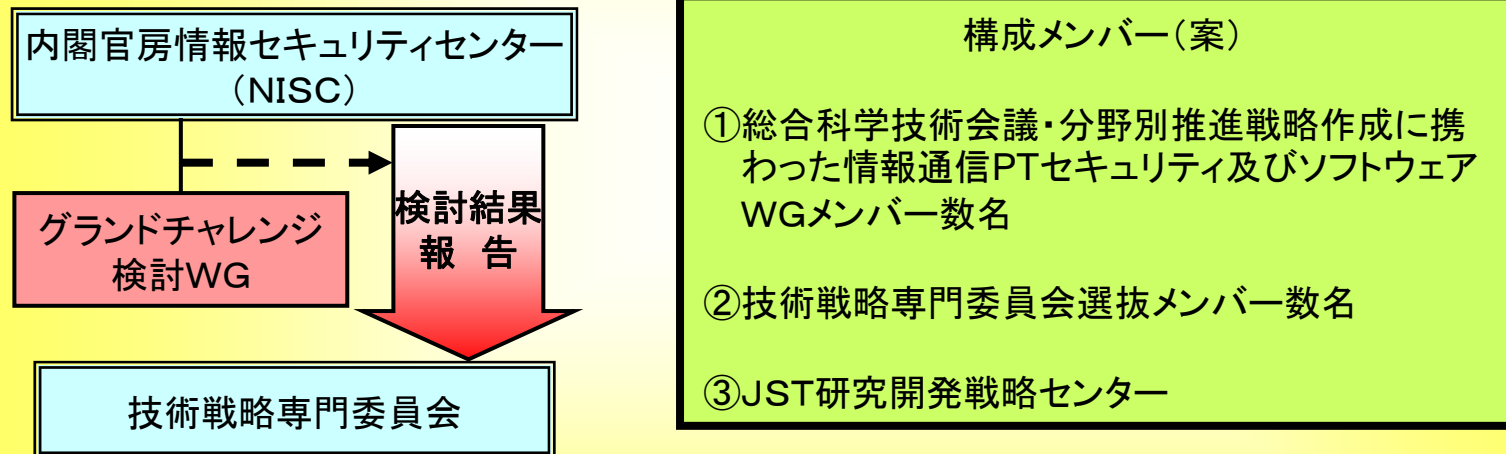 内閣官房情報セキュリティセンター
(NISC)
グランドチャレンジ
検討WG
検討結果
報 告
技術戦略専門委員会
構成メンバー(案)
①総合科学技術会議・分野別推進戦略作成に携
わった情報通信PTセキュリティ及びソフトウェア
WGメンバー数名
②技術戦略専門委員会選抜メンバー数名
③JST研究開発戦略センター